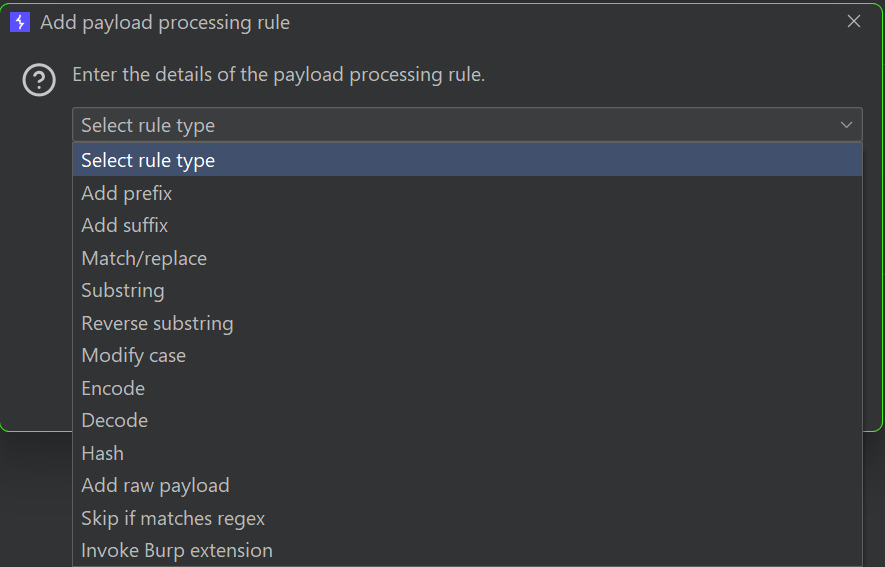 Add payload processing rule
Enter the details of the payload processing rule.
Select rule type
Select rule type
Add prefix
Add suffix
Match/replace
Substring
Reverse substring
Modify case
Encode
Decode
Hash
Add raw payload
Skip if matches regex
Invoke Burp extension